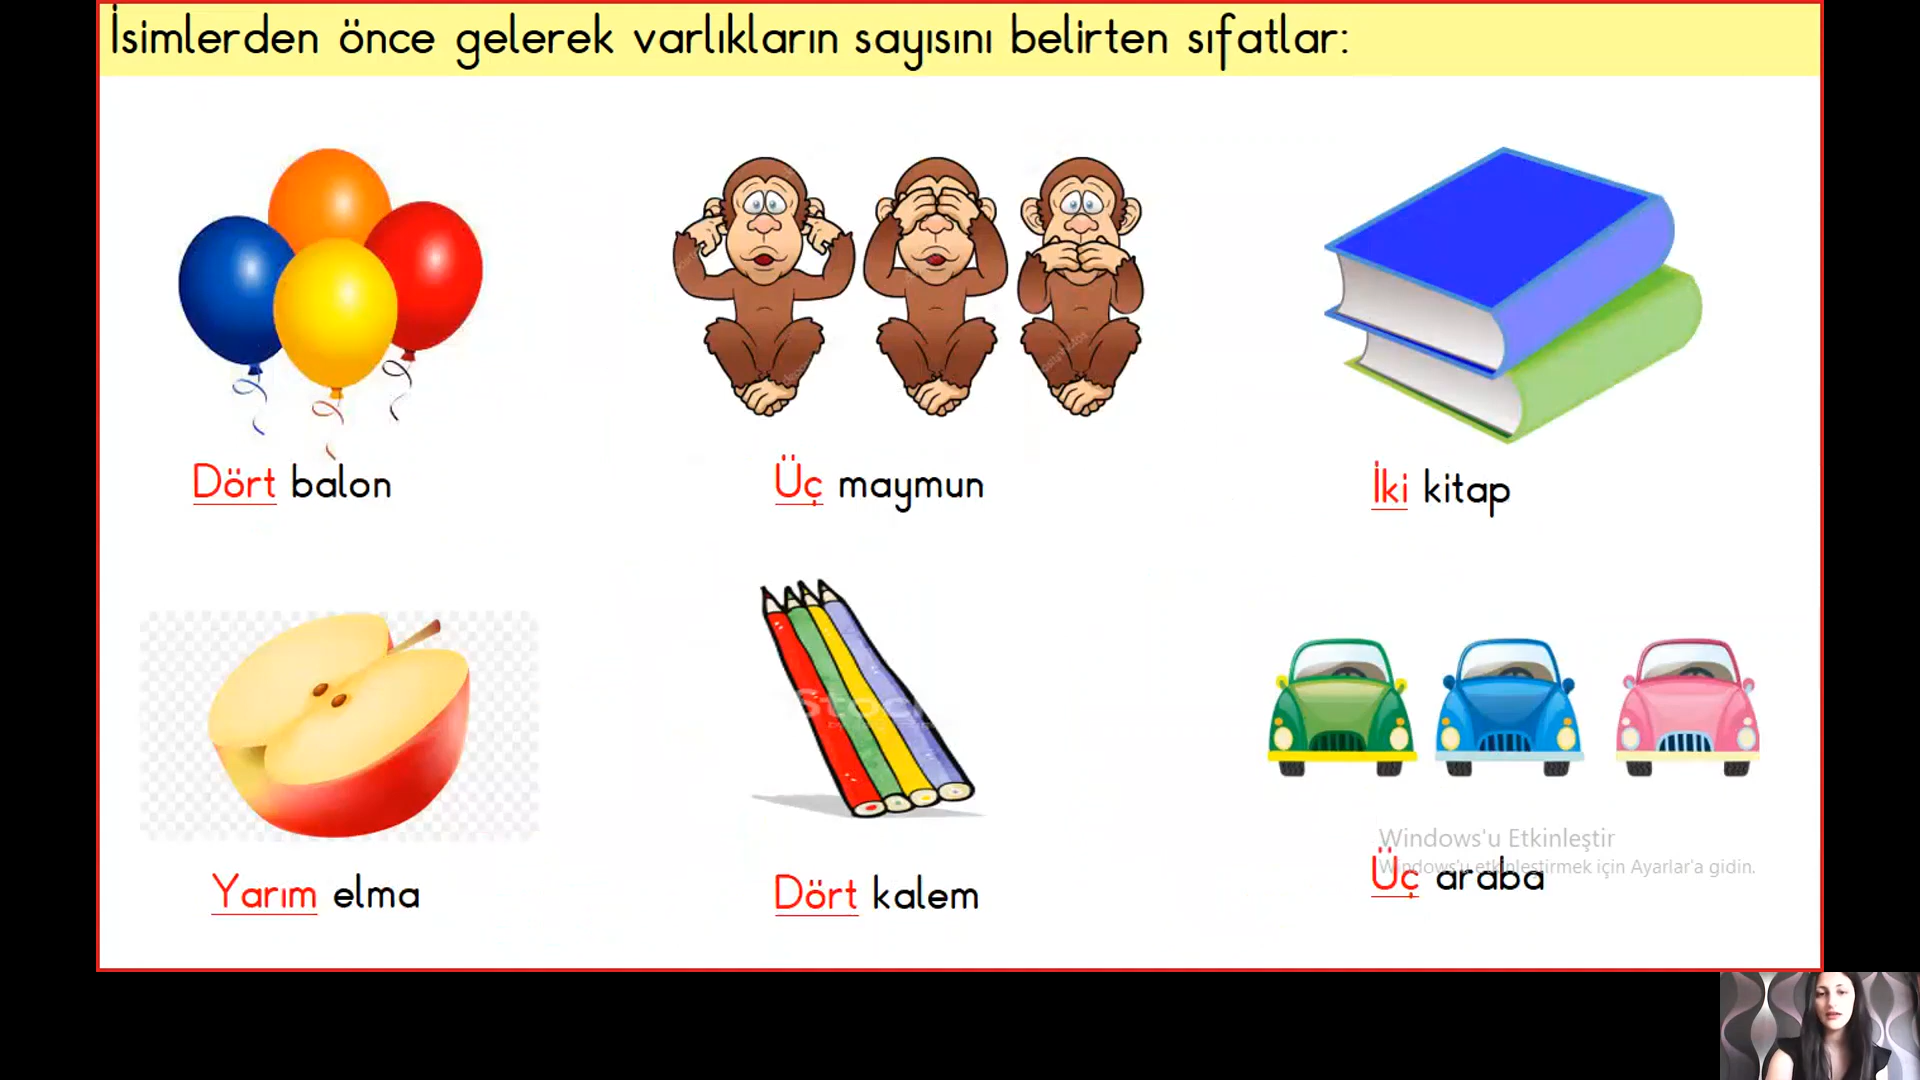 İsimlerden önce gelerek varlıkların sayısını belirten sıfatlar:
Dört balon
Üç maymun
İki kitap
Yarım elma
Dört kalem
Üç araba
Windows'u Etkinleştir
Windows'u etkinleştirmek için Ayarlar'a gidin.